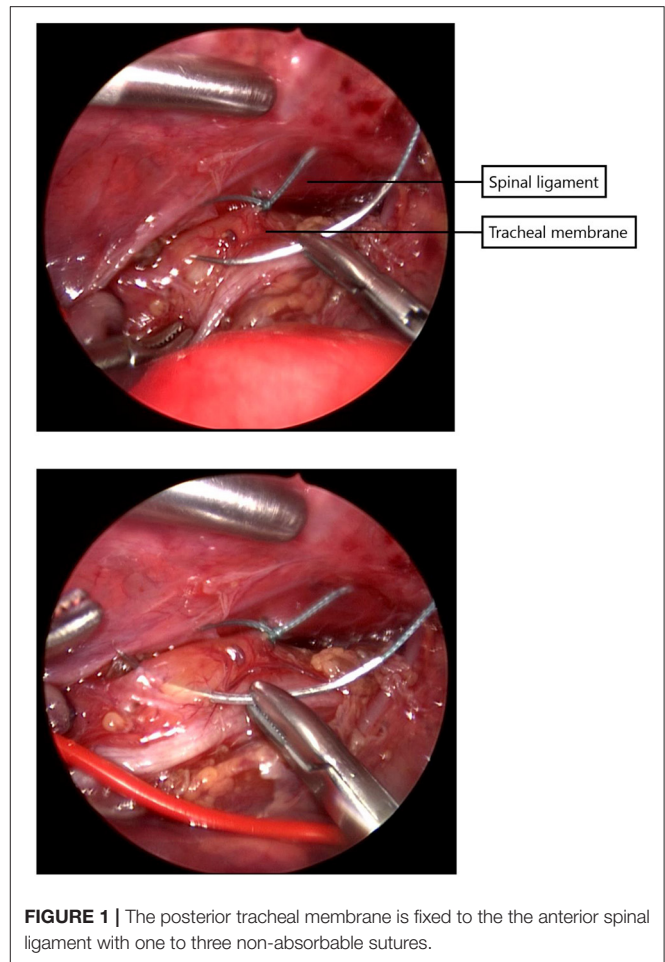 Spinal ligament
Tracheal membrane
FIGURE 1 | The posterior tracheal membrane is fixed to the the anterior spinal
ligament with one to three non-absorbable sutures.